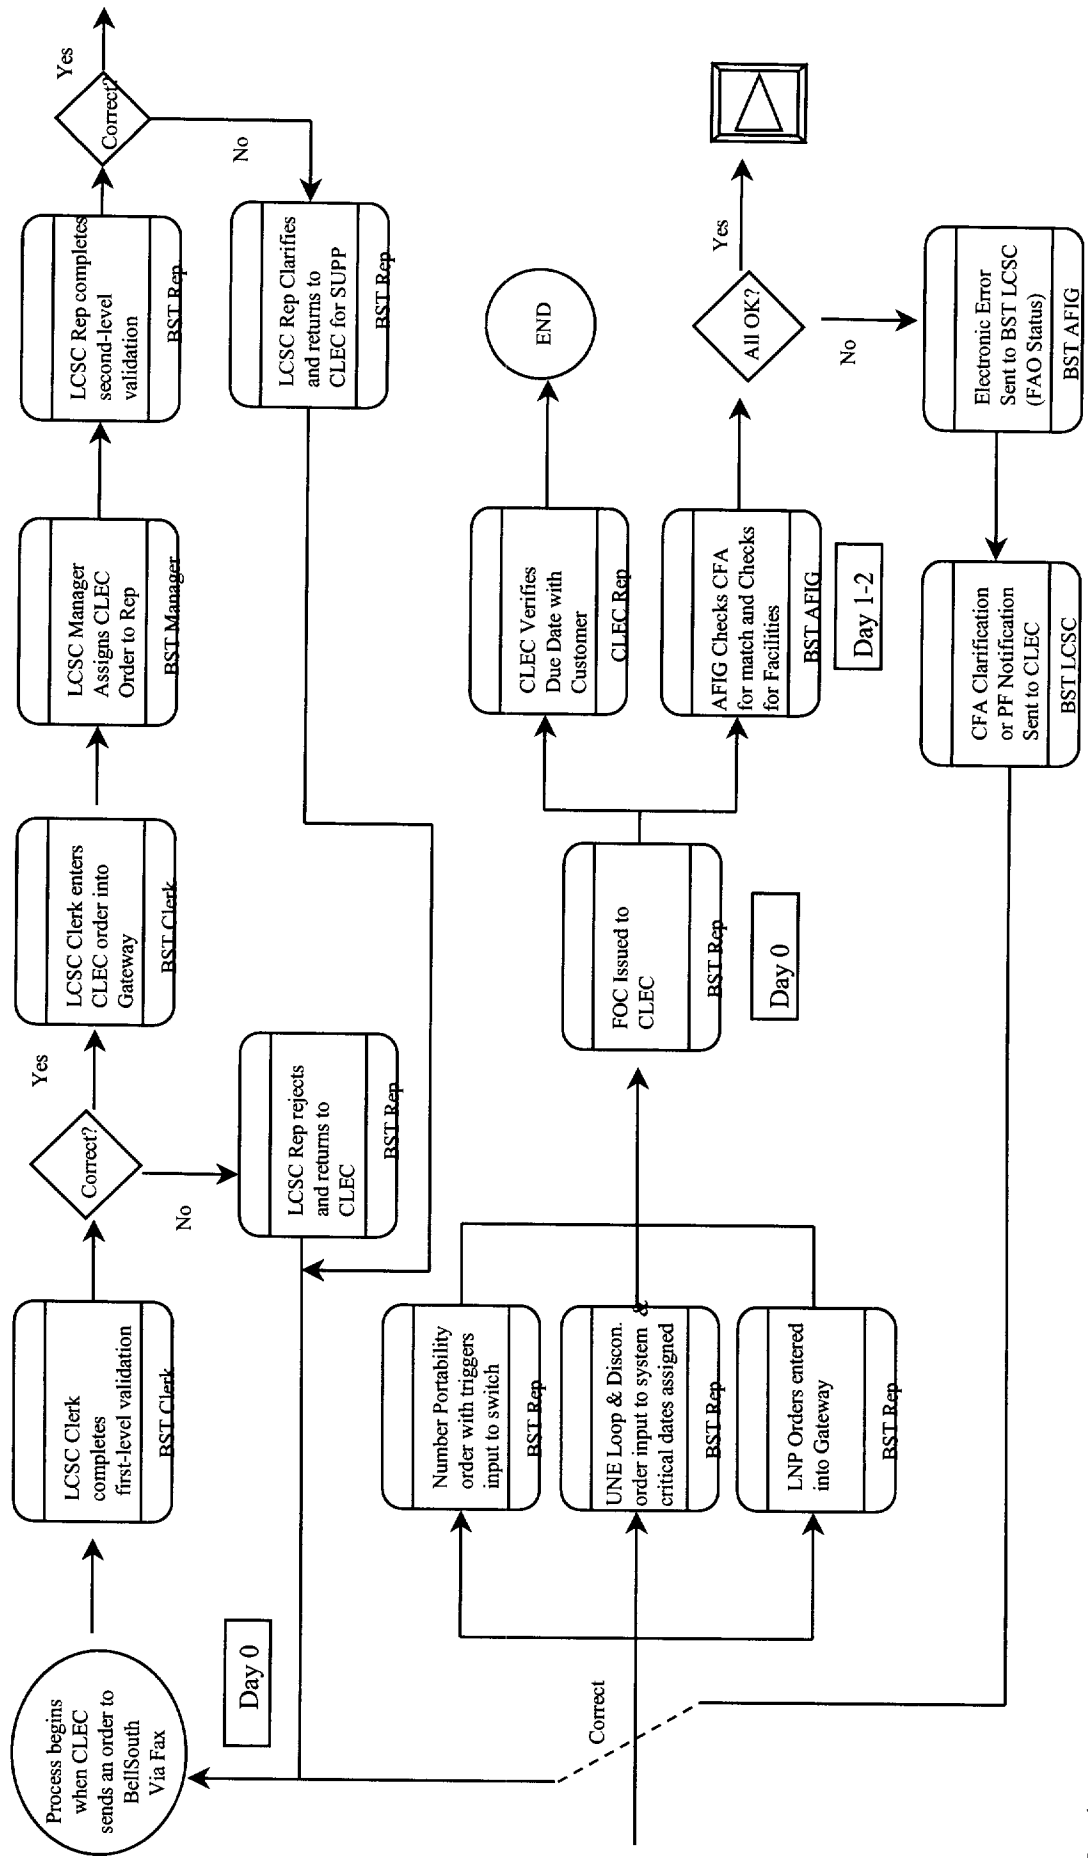 Process begins
when CLEC
sends an order to
BellSouth
Via Fax
LCSC Clerk
completes
first-level validation
BST Clerk
Correct?
Yes
No
LCSC Clerk enters
CLEC order into
Gateway
BST Clerk
LCSC Manager
Assigns CLEC
Order to Rep
BST Manager
LCSC Rep completes
second-level
validation
BST Rep
Correct?
Yes
No
Day 0
LCSC Rep rejects
and returns to
CLEC
BST Rep
LCSC Rep Clarifies
and returns to
CLEC for SUPP
BST Rep
Correct
Number Portability
order with triggers
input to switch
BST Rep
UNE Loop & Discon.
order input to system &
critical dates assigned
BST Rep
LNP Orders entered
into Gateway
BST Rep
FOC Issued to
CLEC
BST Rep
Day 0
CLEC Verifies
Due Date with
Customer
CLEC Rep
END
AFIG Checks CFA
for match and Checks
for Facilities
BST AFIG
Day 1-2
All OK?
Yes
No
Electronic Error
Sent to BST LCSC
(FAO Status)
BST AFIG
CFA Clarification
or PF Notification
Sent to CLEC
BST LCSC